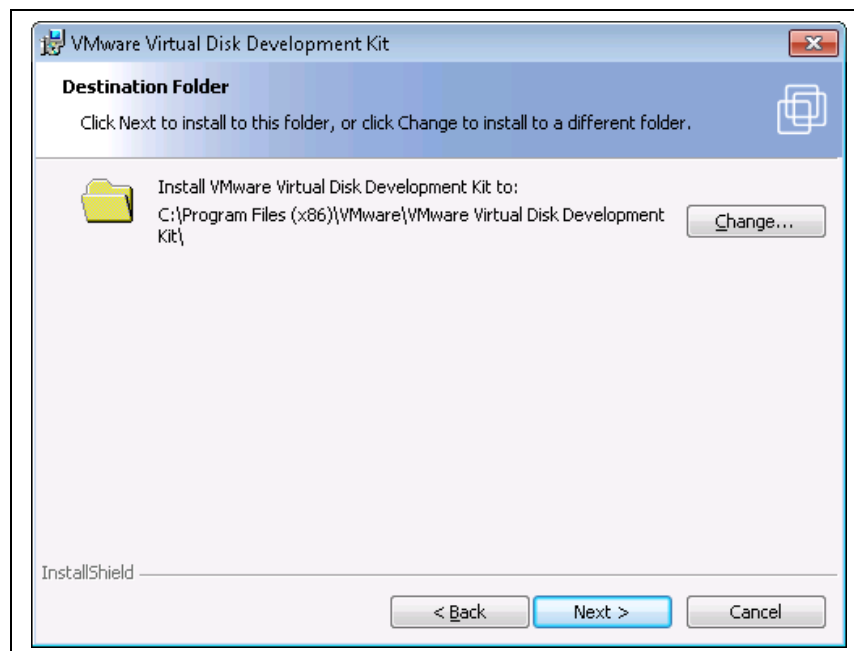 VMware Virtual Disk Development Kit
Destination Folder
Click Next to install to this folder, or click Change to install to a different folder.
Install VMware Virtual Disk Development Kit to:
C:\Program Files (x86)\VMware\VMware Virtual Disk Development
Kit\
Change...
InstallShield
< Back
Next >
Cancel